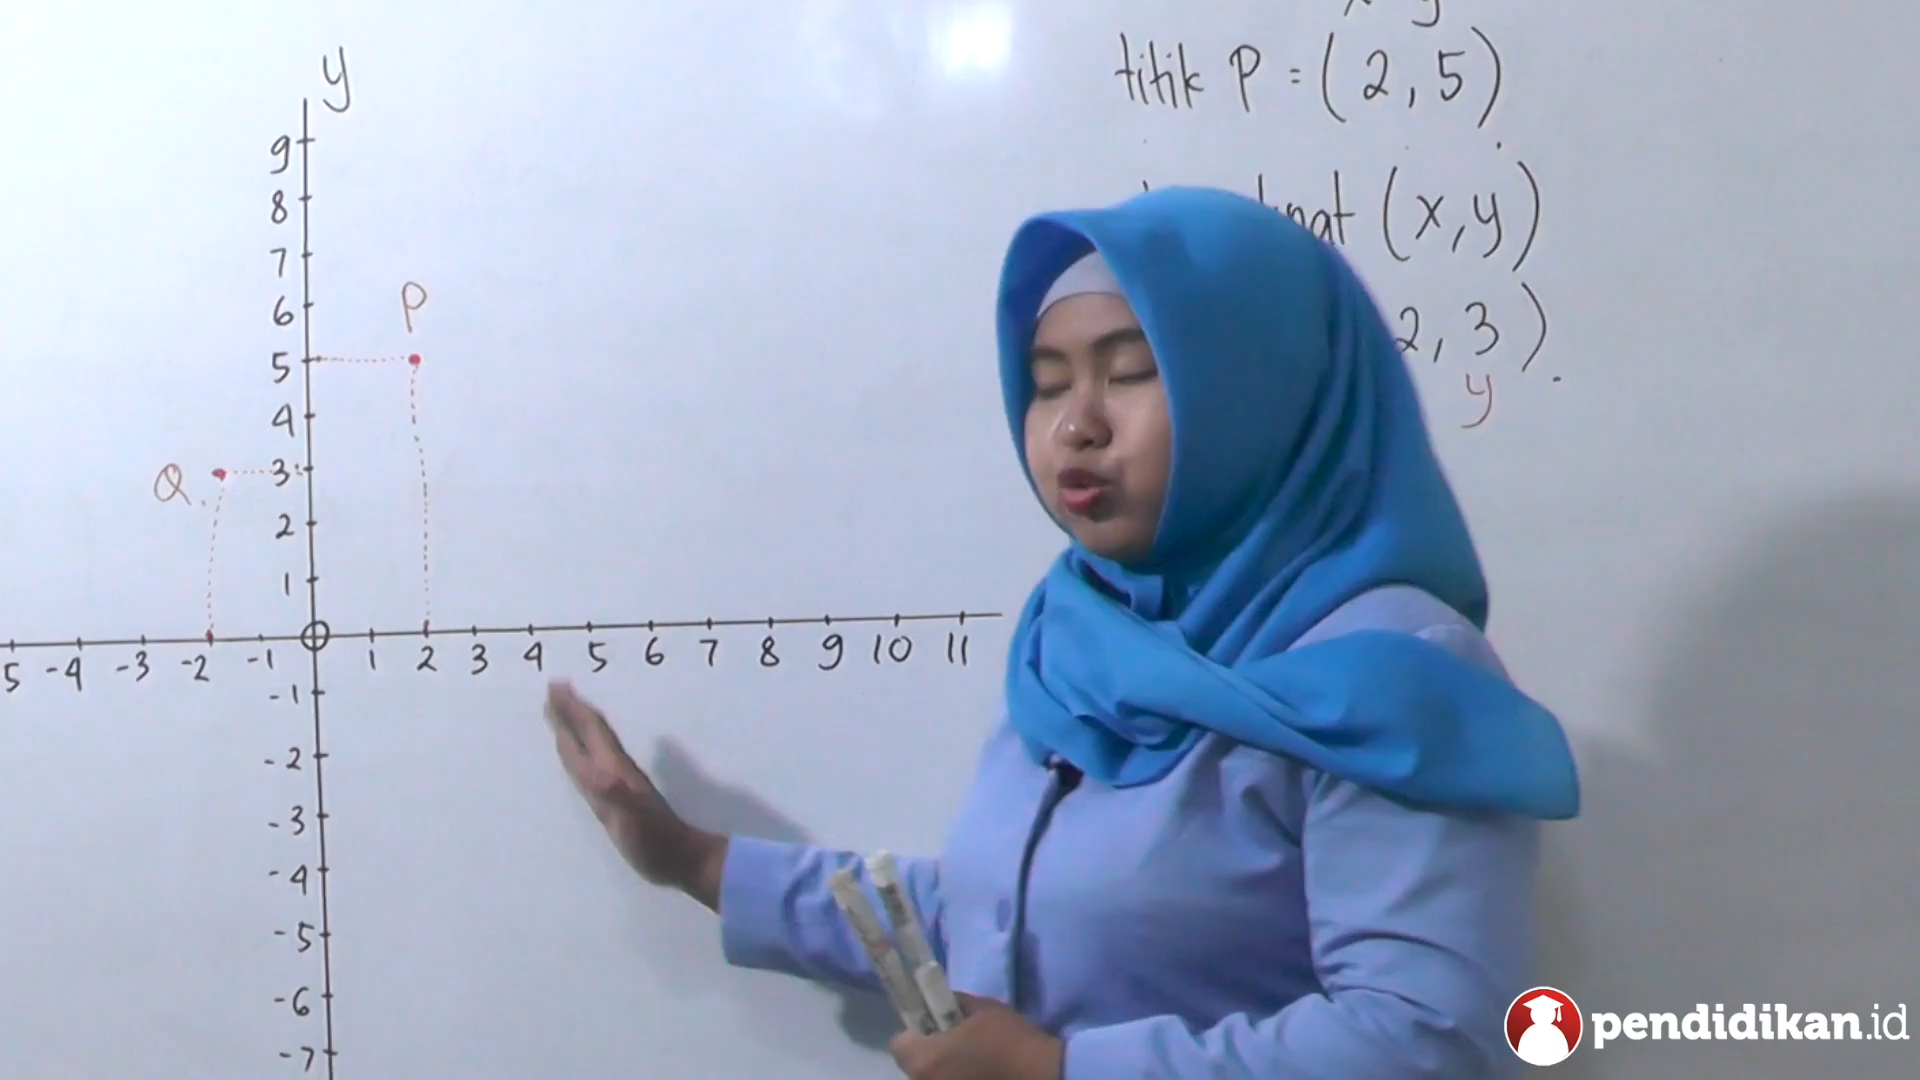 y
9
8
7
6
5
4
3
2
1
P
Q
5 -4 -3 -2 -1 1 2 3 4 5 6 7 8 9 10 11
-1
-2
-3
-4
-5
-6
-7
x y
titik P = (2, 5)
(x, y)
2, 3)
y
pendidikan.id